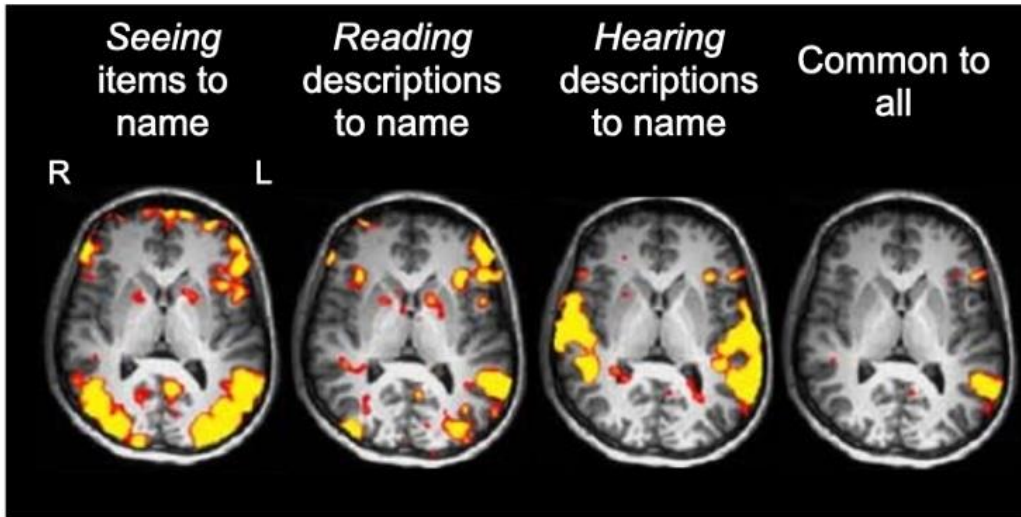 Seeing
items to
name
Reading
descriptions
to name
Hearing
descriptions
to name
Common to
all
R
L